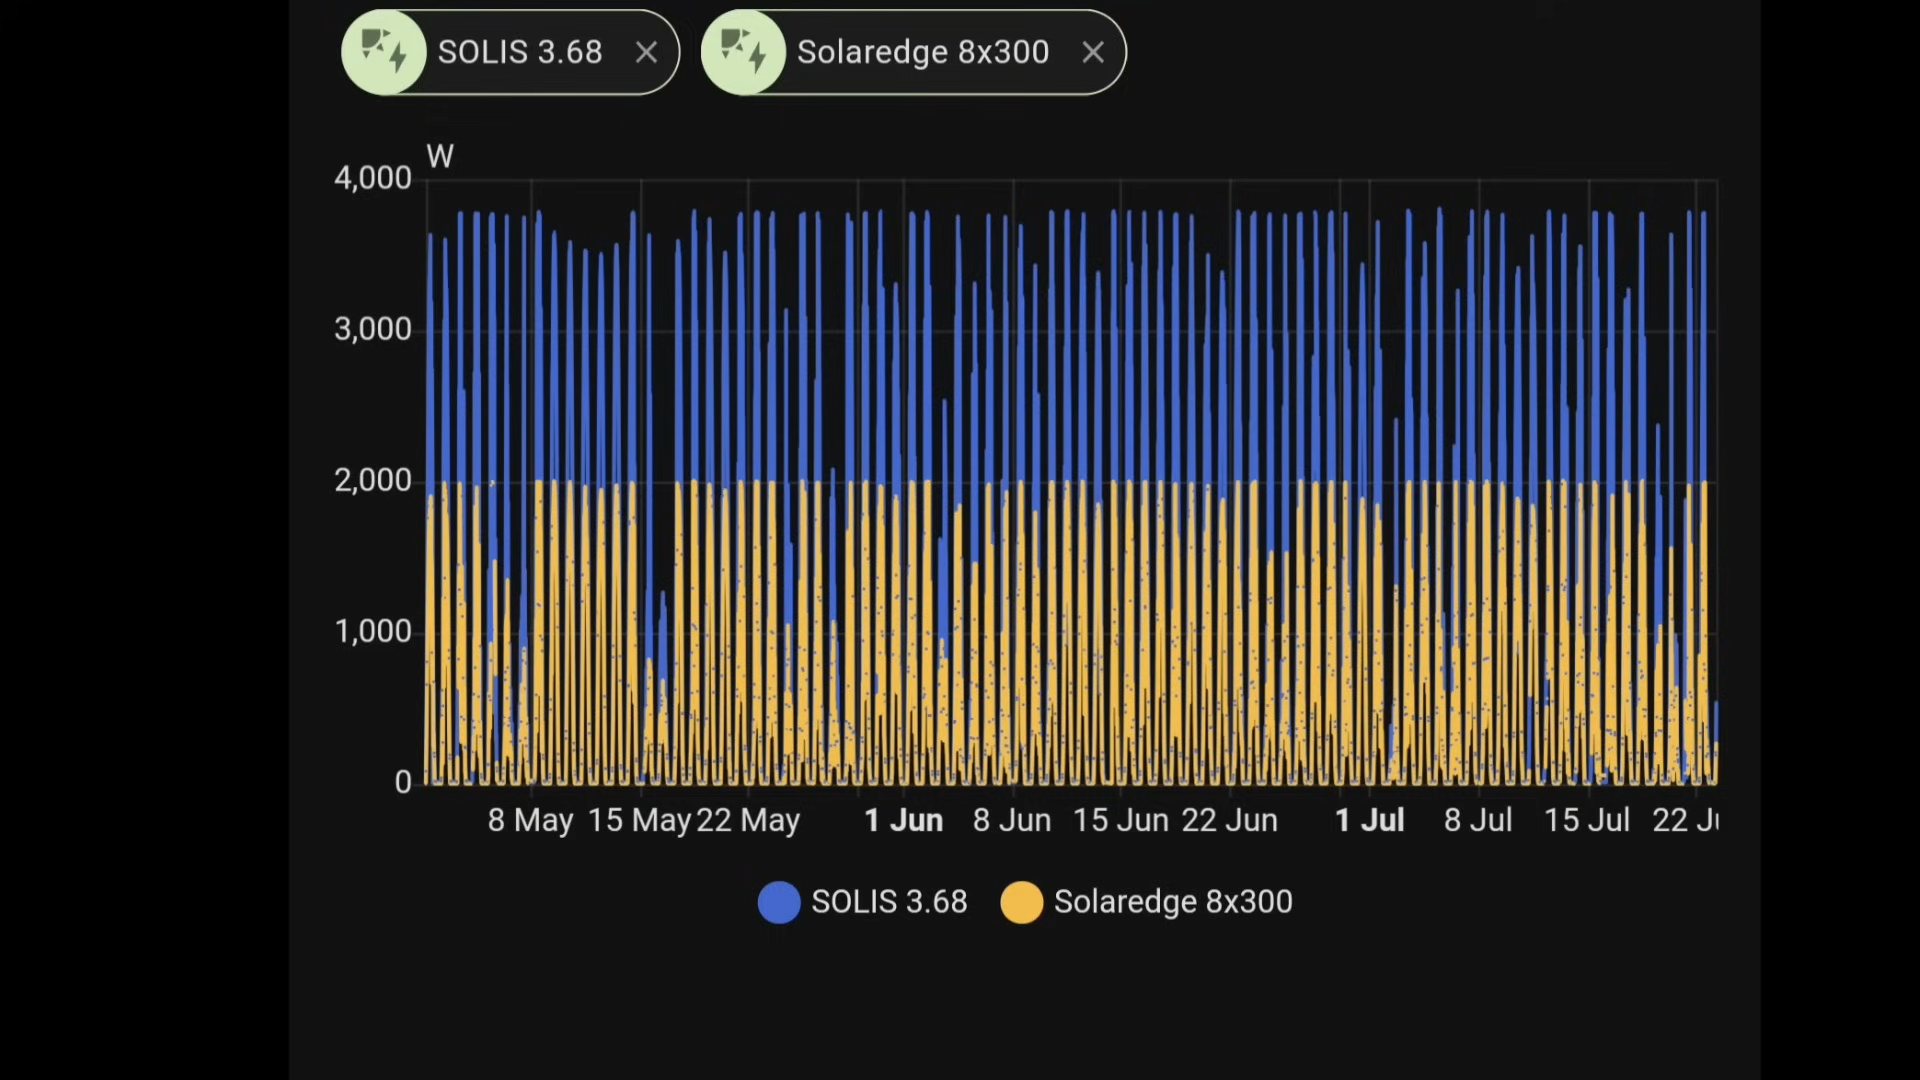 SOLIS 3.68
Solaredge 8x300
W
4,000
3,000
2,000
1,000
0
8 May 15 May 22 May 1 Jun 8 Jun 15 Jun 22 Jun 1 Jul 8 Jul 15 Jul 22
SOLIS 3.68 Solaredge 8x300